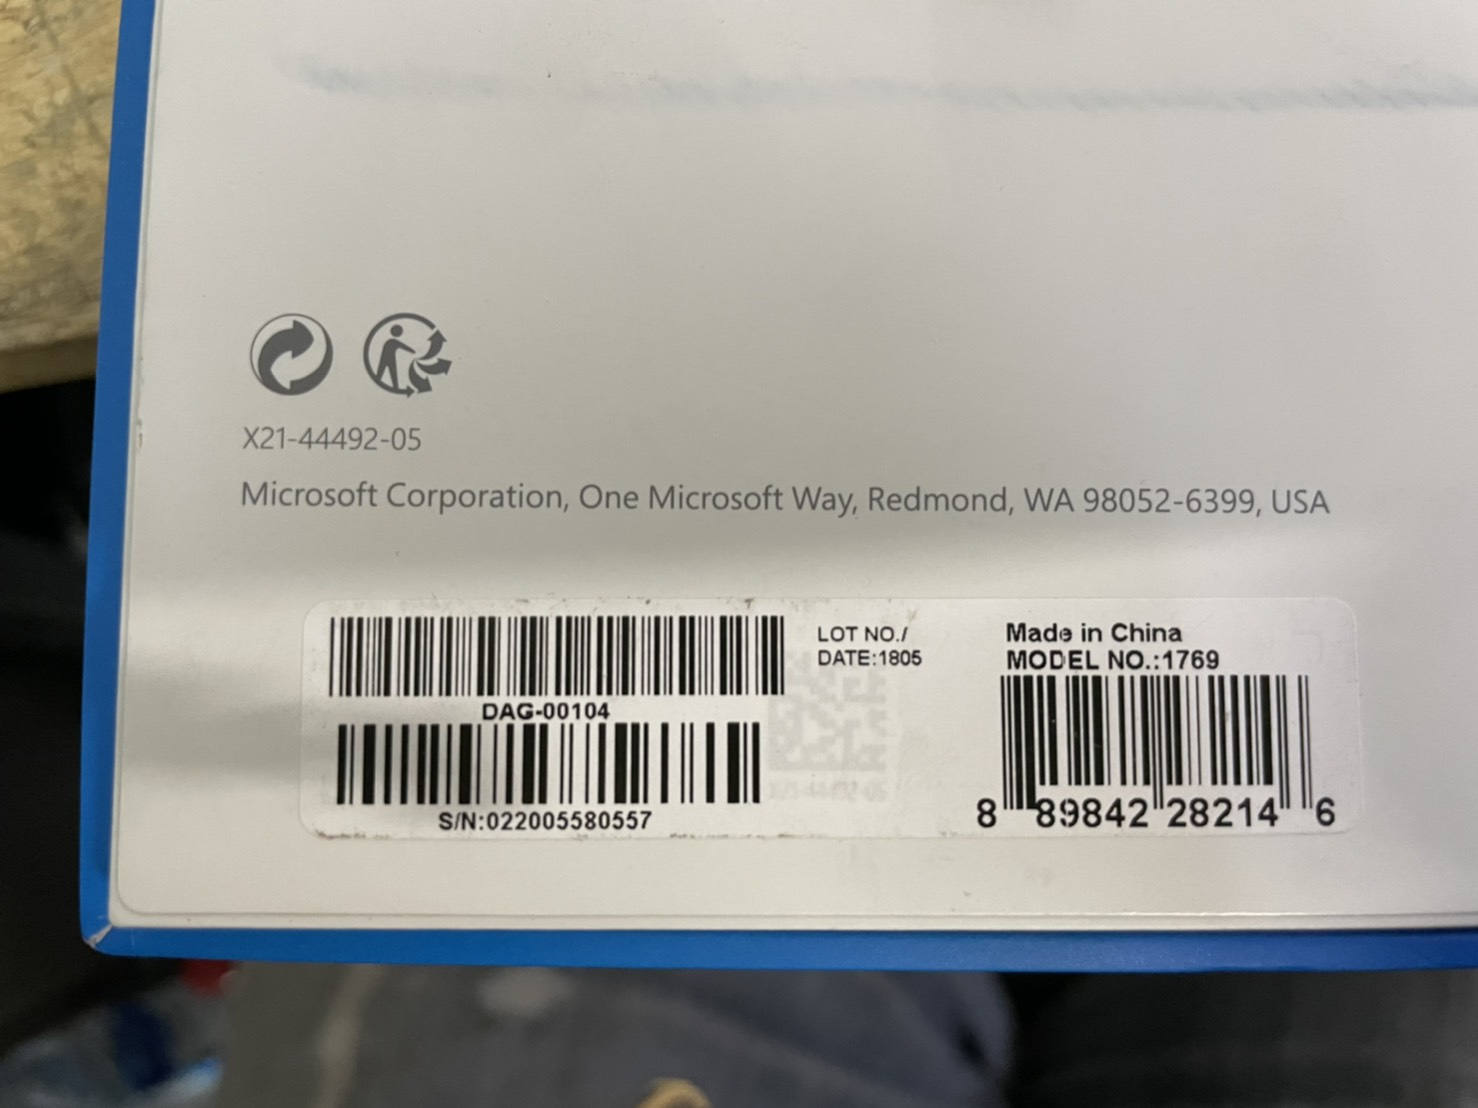 X21-44492-05
Microsoft Corporation, One Microsoft Way, Redmond, WA 98052-6399, USA
DAG-00104
S/N:022005580557
LOT NO./
DATE:1805
Made in China
MODEL NO.:1769
8 89842 28214 6